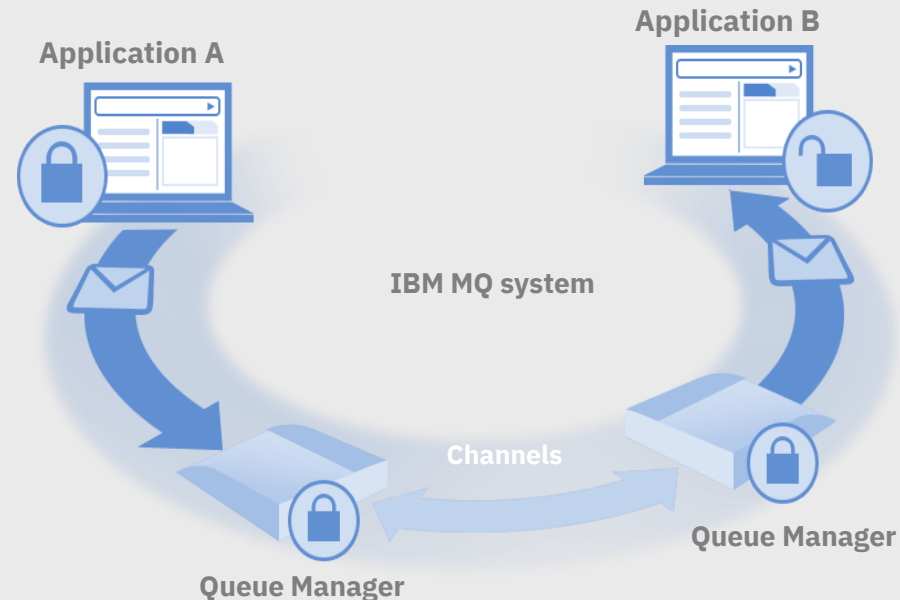 Application A
Application B
IBM MQ system
Channels
Queue Manager
Queue Manager